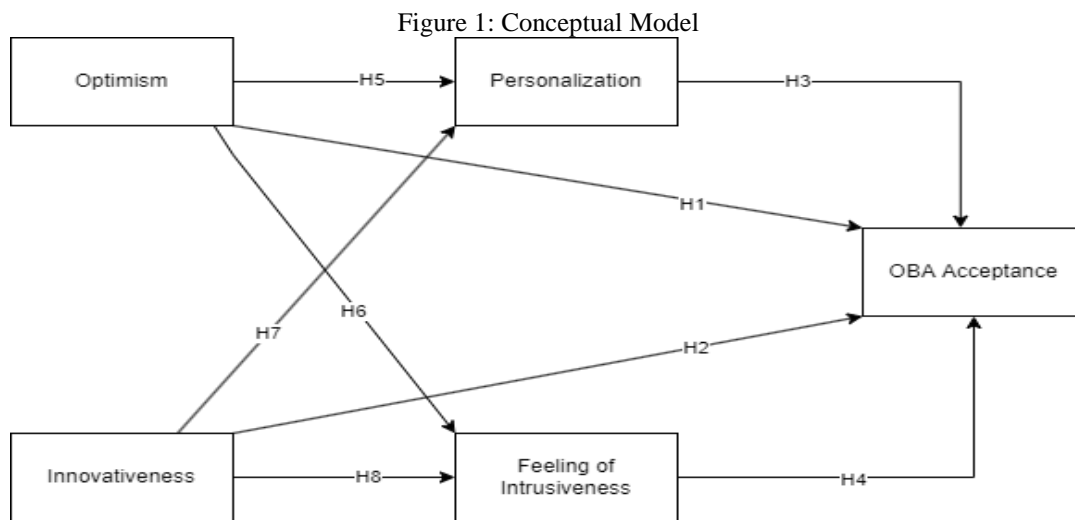 Figure 1: Conceptual Model
Optimism
H5
Personalization
H3
H1
OBA Acceptance
H6
H7
H2
Innovativeness
H8
Feeling of
Intrusiveness
H4